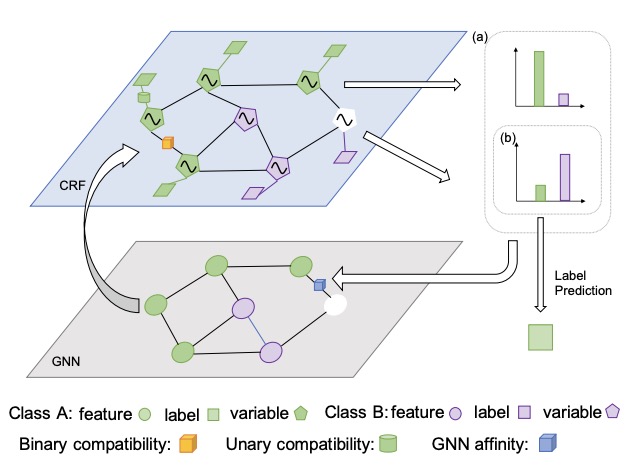 (a)
(b)
CRF
Label
Prediction
GNN
Class A: feature label variable Class B:feature label variable
Binary compatibility: Unary compatibility: GNN affinity: